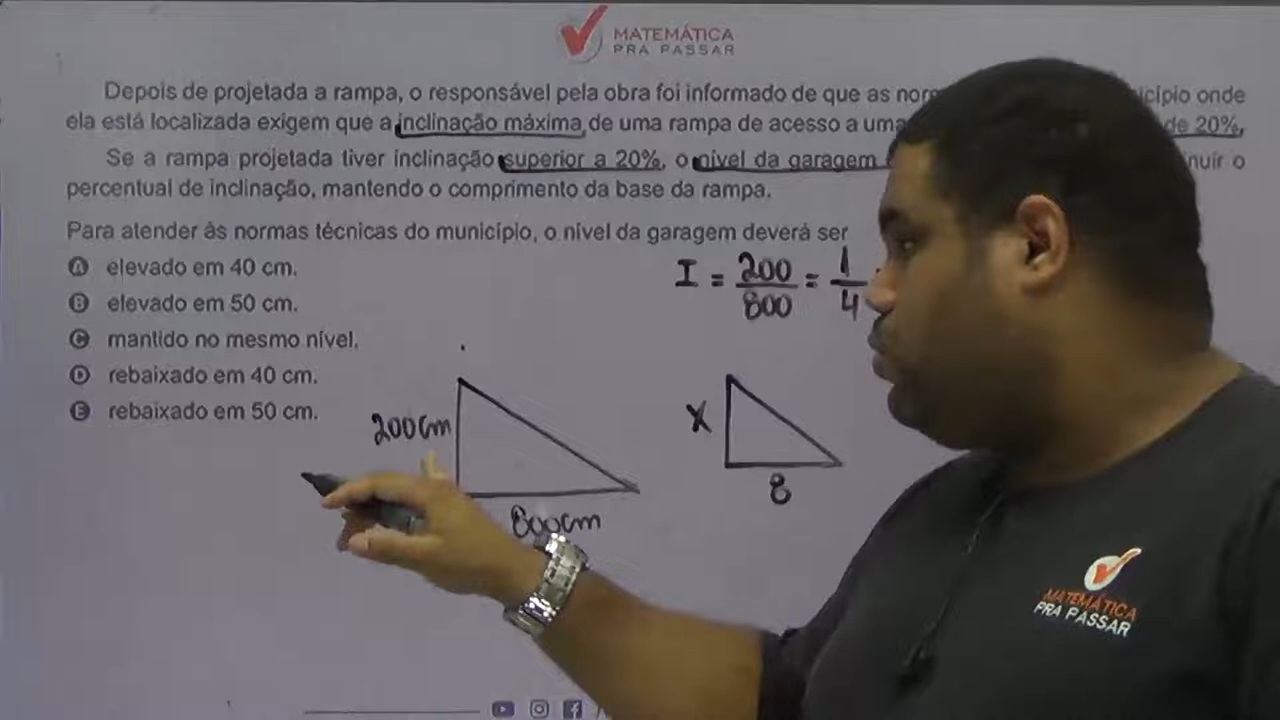 MATEMÁTICA
PRA PASSAR
Depois de projetada a rampa, o responsável pela obra foi informado de que as onde
ela está localizada exigem que a inclinação máxima de uma rampa de acesso a de 20%.
Se a rampa projetada tiver inclinação superior a 20%, o nível da garagem o
percentual de inclinação, mantendo o comprimento da base da rampa.
Para atender às normas técnicas do município, o nível da garagem deverá ser
A elevado em 40 cm.
B elevado em 50 cm.
C mantido no mesmo nível.
D rebaixado em 40 cm.
E rebaixado em 50 cm.
I = 200/800 = 1/4
200cm
800cm
X
8
MATEMÁTICA
PRA PASSAR